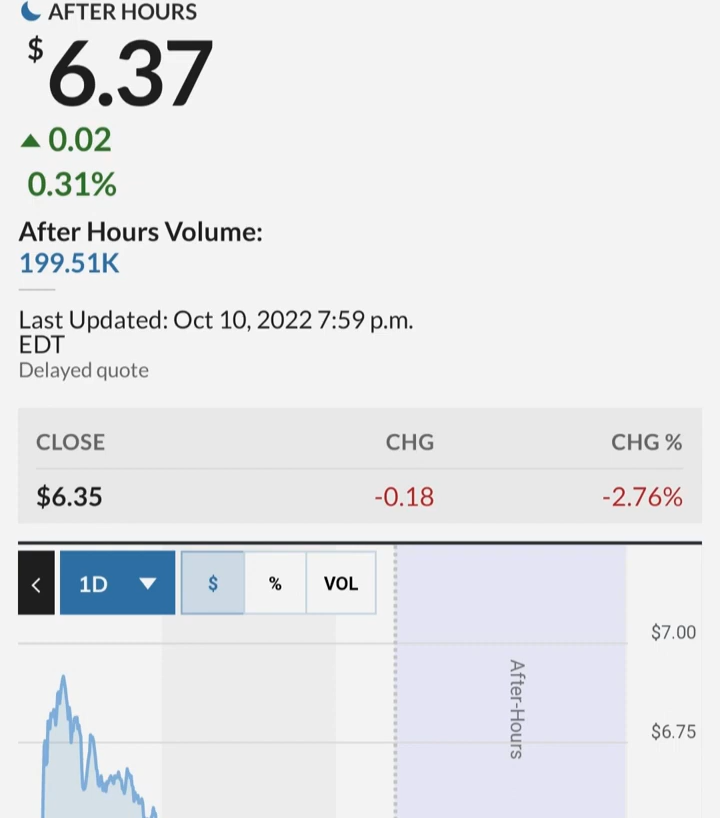 AFTER HOURS
$6.37
0.02
0.31%
After Hours Volume:
199.51K
Last Updated: Oct 10, 2022 7:59 p.m.
EDT
Delayed quote
CLOSE CHG CHG %
$6.35 -0.18 -2.76%
1D $ % VOL
$7.00
After-Hours
$6.75